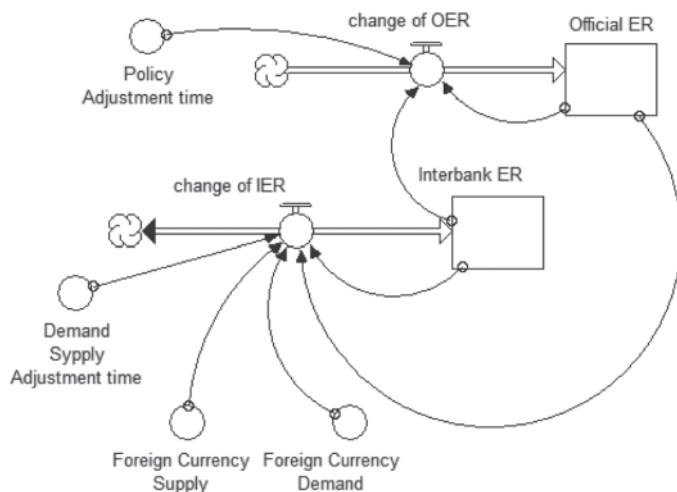 change of OER
Official ER
Policy
Adjustment time
change of IER
Interbank ER
Demand
Sypply
Adjustment time
Foreign Currency
Supply
Foreign Currency
Demand